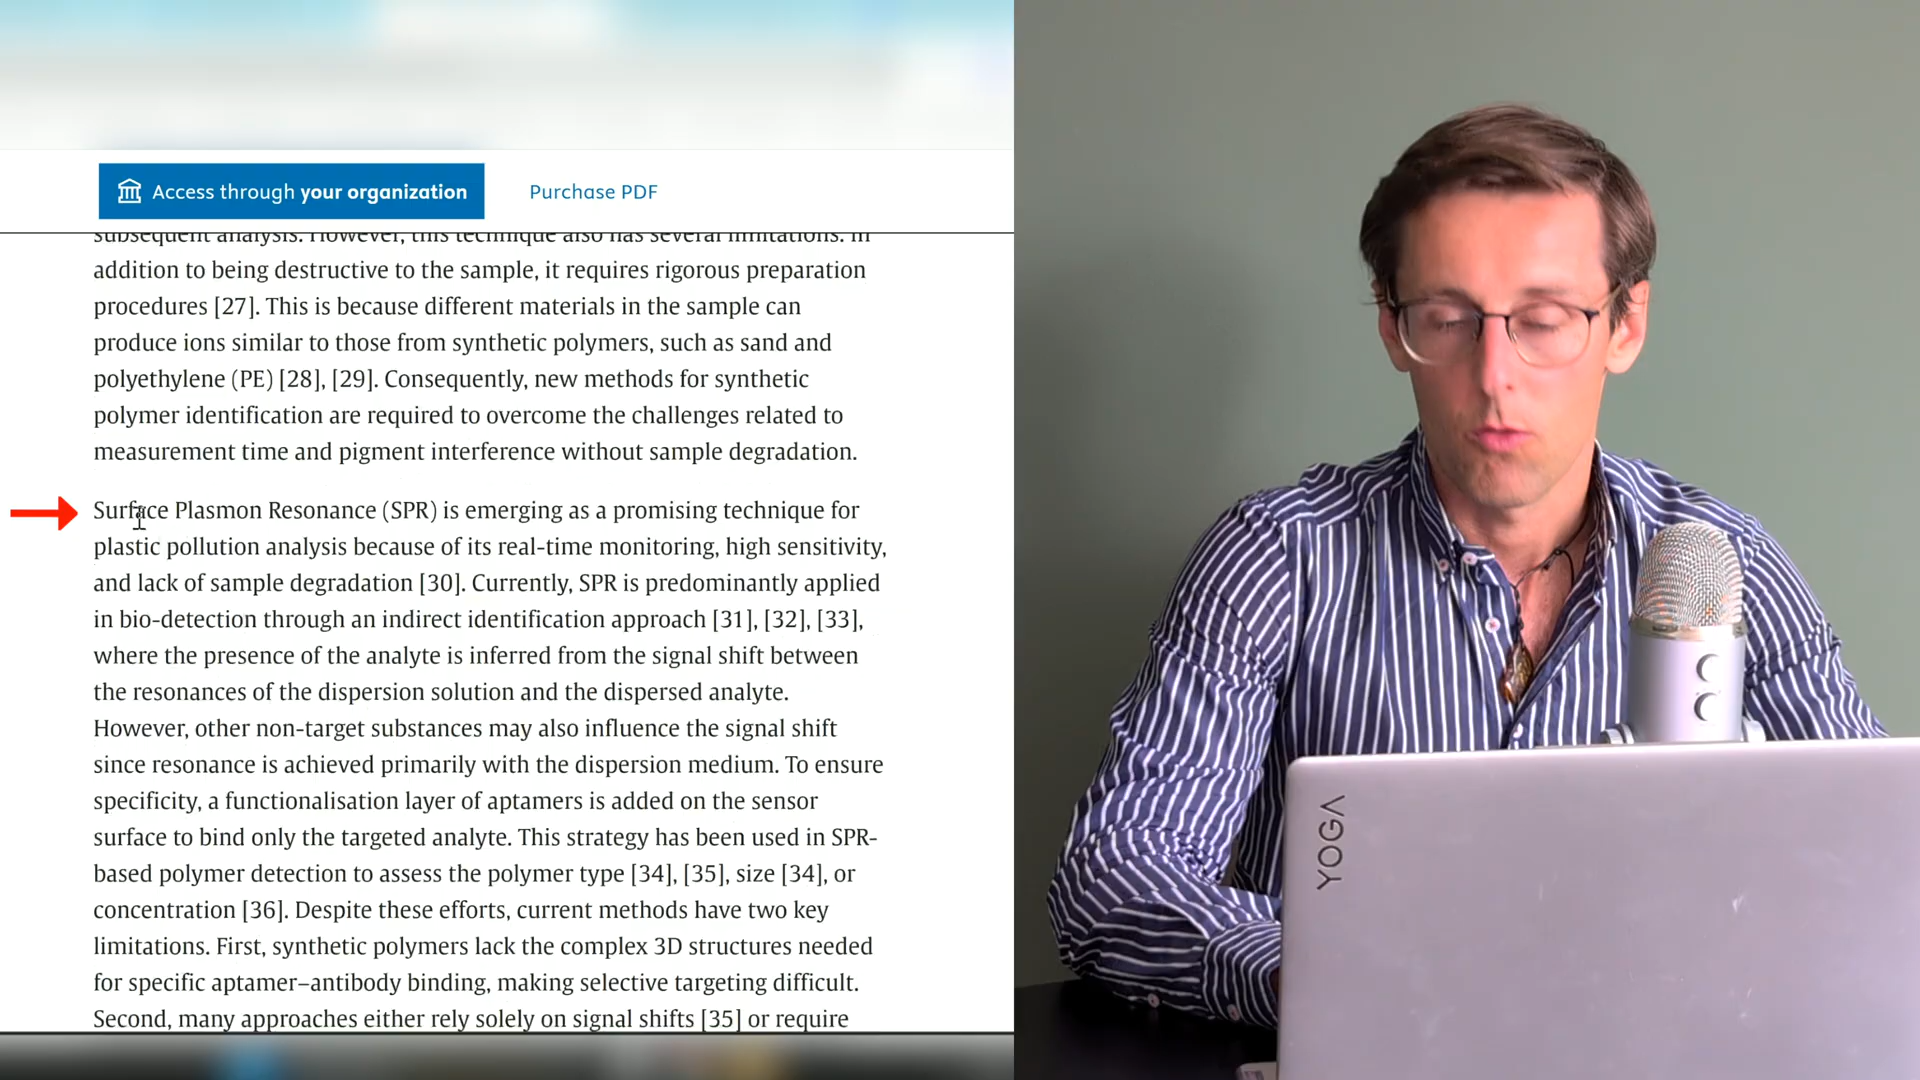 Access through your organization
Purchase PDF
subsequent analysis. However, this technique also has several limitations. In
addition to being destructive to the sample, it requires rigorous preparation
procedures [27]. This is because different materials in the sample can
produce ions similar to those from synthetic polymers, such as sand and
polyethylene (PE) [28], [29]. Consequently, new methods for synthetic
polymer identification are required to overcome the challenges related to
measurement time and pigment interference without sample degradation.
Surface Plasmon Resonance (SPR) is emerging as a promising technique for
plastic pollution analysis because of its real-time monitoring, high sensitivity,
and lack of sample degradation [30]. Currently, SPR is predominantly applied
in bio-detection through an indirect identification approach [31], [32], [33],
where the presence of the analyte is inferred from the signal shift between
the resonances of the dispersion solution and the dispersed analyte.
However, other non-target substances may also influence the signal shift
since resonance is achieved primarily with the dispersion medium. To ensure
specificity, a functionalisation layer of aptamers is added on the sensor
surface to bind only the targeted analyte. This strategy has been used in SPR-
based polymer detection to assess the polymer type [34], [35], size [34], or
concentration [36]. Despite these efforts, current methods have two key
limitations. First, synthetic polymers lack the complex 3D structures needed
for specific aptamer–antibody binding, making selective targeting difficult.
Second, many approaches either rely solely on signal shifts [35] or require
YOGA